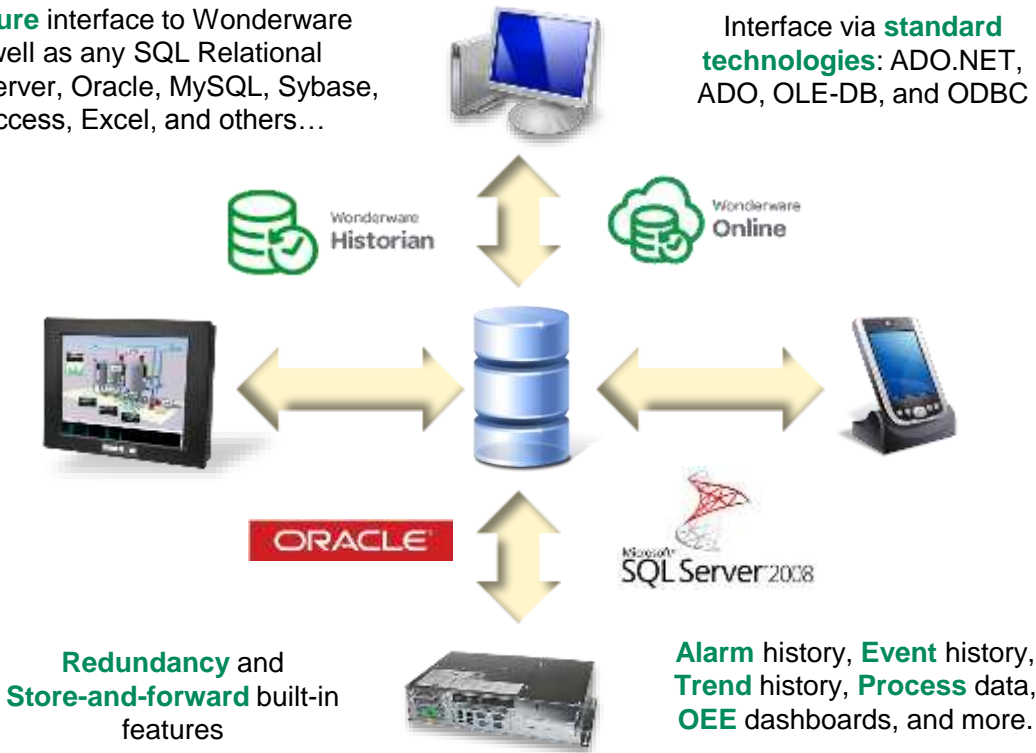 ure interface to Wonderware
well as any SQL Relational
erver, Oracle, MySQL, Sybase,
ccess, Excel, and others…
Interface via standard
technologies: ADO.NET,
ADO, OLE-DB, and ODBC
Wonderware
Historian
Wonderware
Online
ORACLE
Microsoft
SQL Server 2008
Redundancy and
Store-and-forward built-in
features
Alarm history, Event history,
Trend history, Process data,
OEE dashboards, and more.